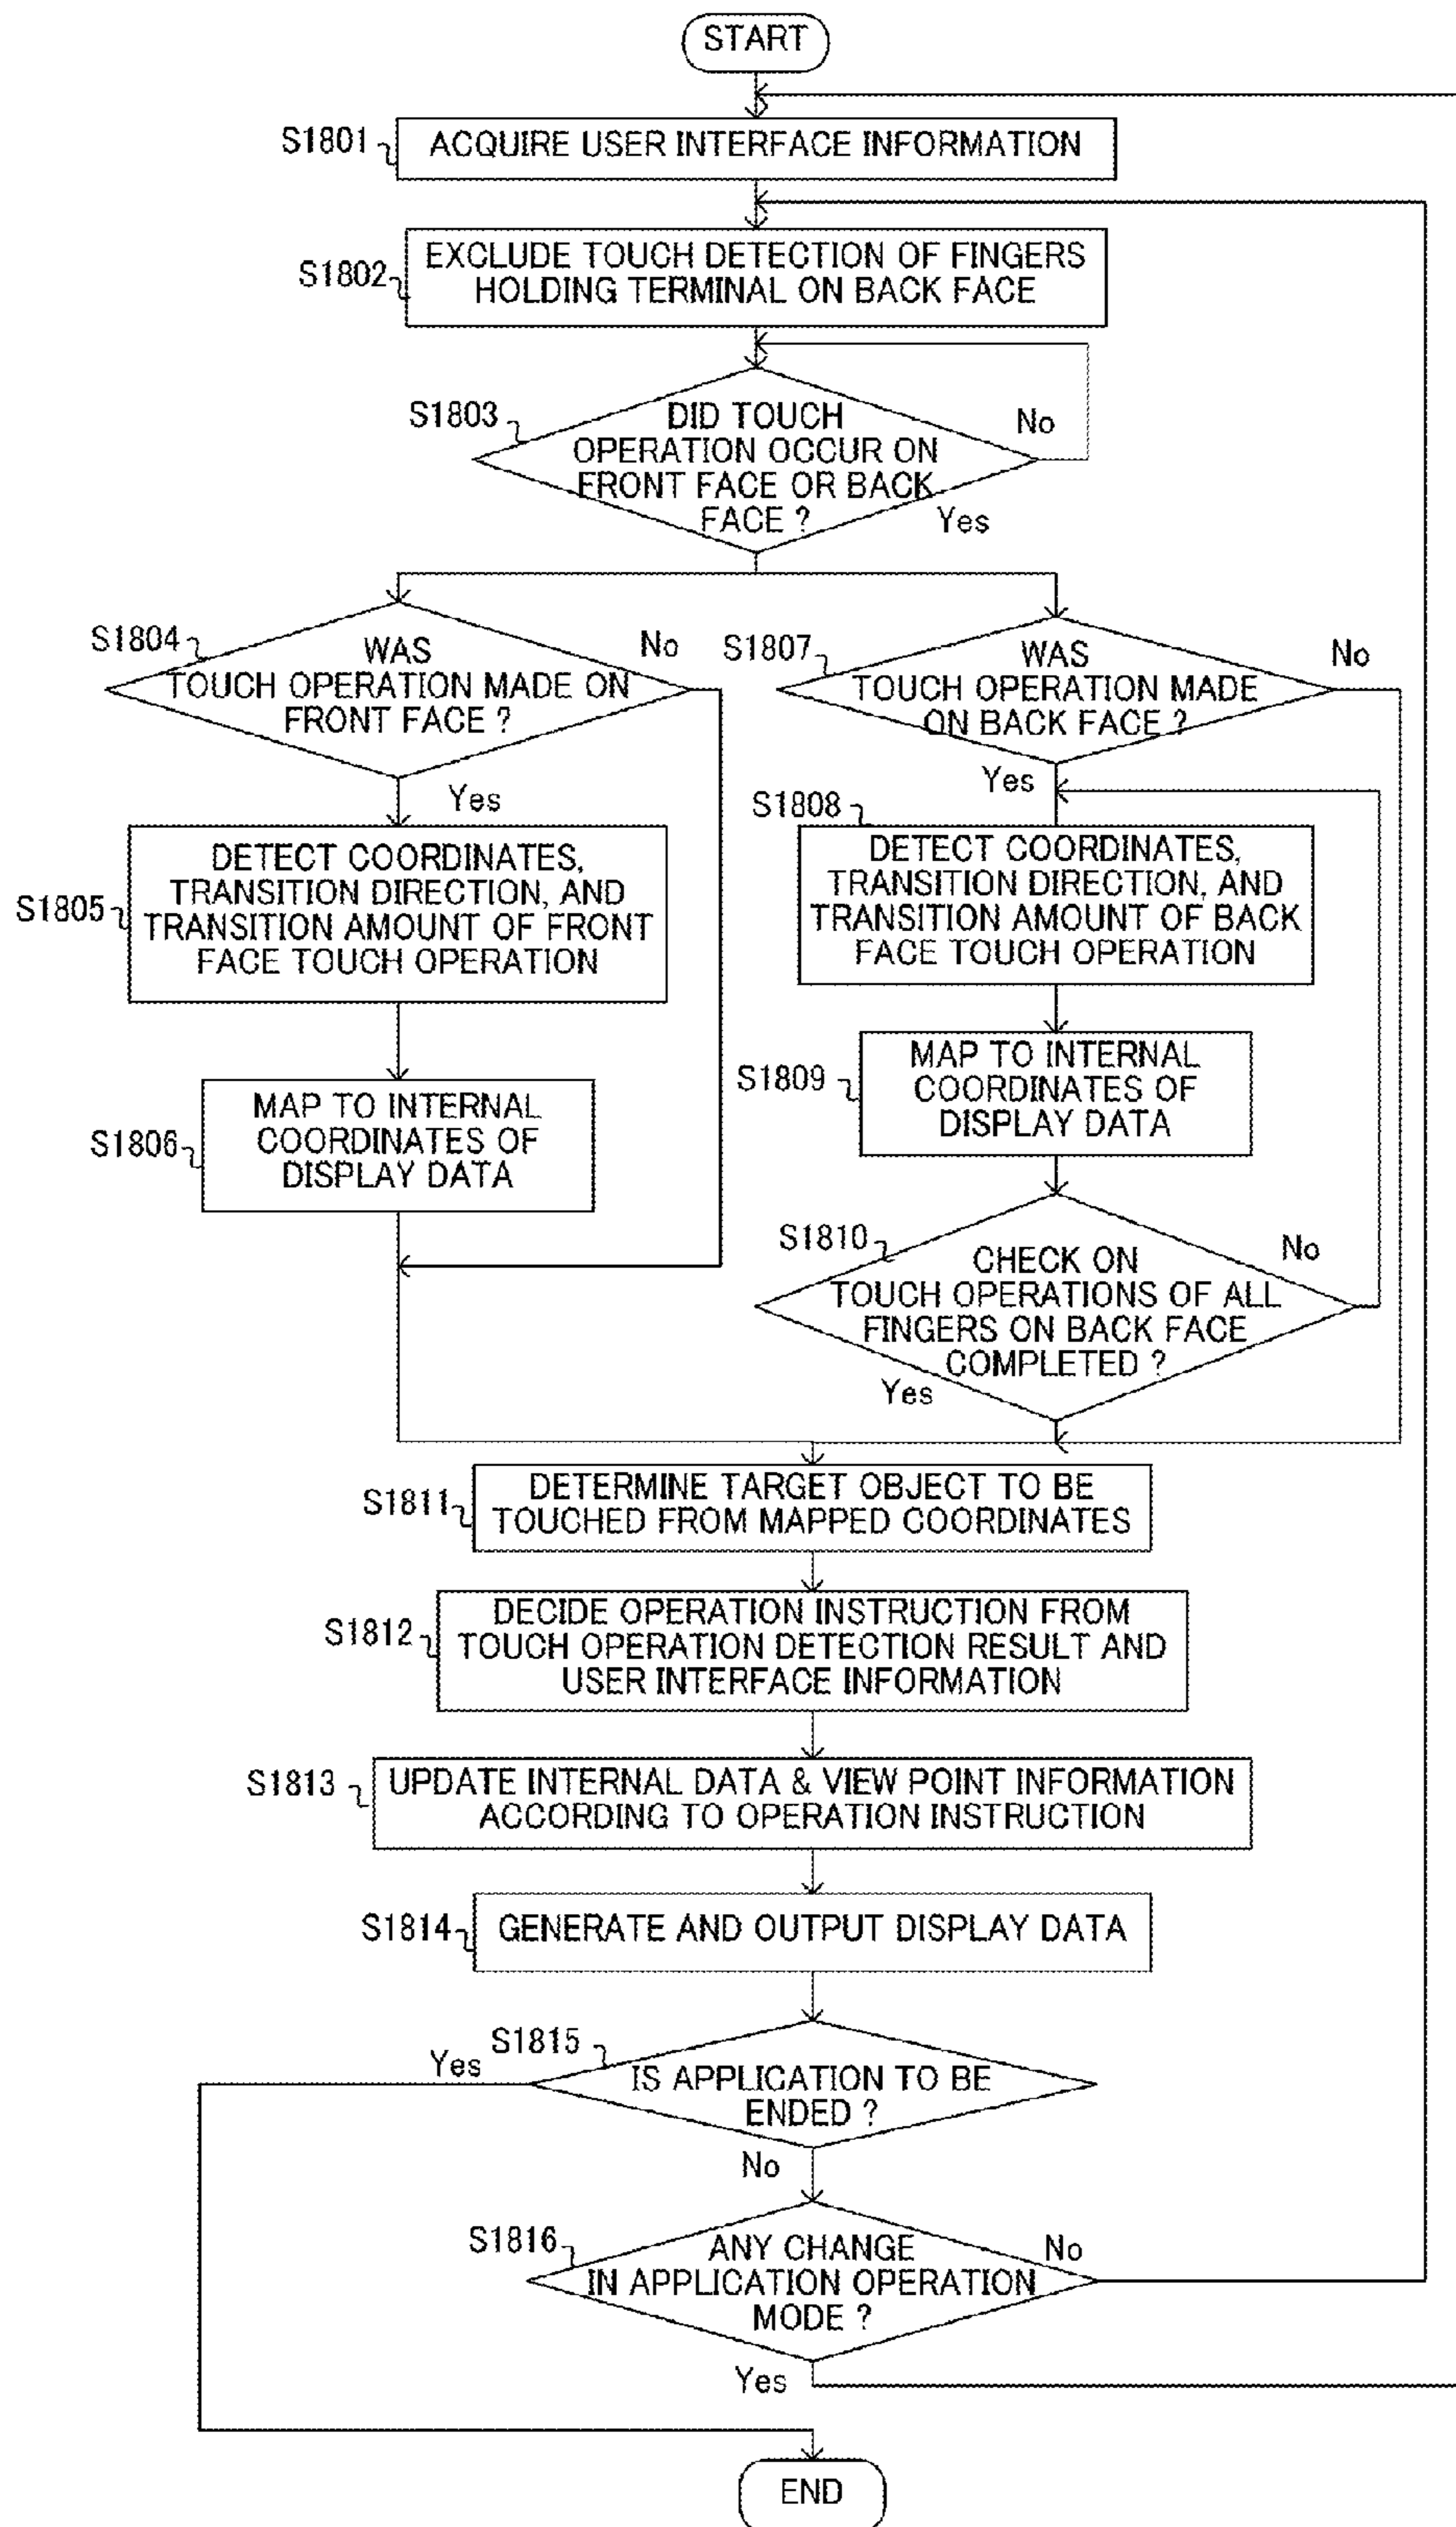 START
S1801
ACQUIRE USER INTERFACE INFORMATION
S1802
EXCLUDE TOUCH DETECTION OF FINGERS
HOLDING TERMINAL ON BACK FACE
S1803
DID TOUCH
OPERATION OCCUR ON
FRONT FACE OR BACK
FACE ?
No
Yes
S1804
WAS
TOUCH OPERATION MADE ON
FRONT FACE ?
No
Yes
S1805
DETECT COORDINATES,
TRANSITION DIRECTION, AND
TRANSITION AMOUNT OF FRONT
FACE TOUCH OPERATION
S1806
MAP TO INTERNAL
COORDINATES OF
DISPLAY DATA
S1807
WAS
TOUCH OPERATION MADE
ON BACK FACE ?
No
Yes
S1808
DETECT COORDINATES,
TRANSITION DIRECTION, AND
TRANSITION AMOUNT OF BACK
FACE TOUCH OPERATION
S1809
MAP TO INTERNAL
COORDINATES OF
DISPLAY DATA
S1810
CHECK ON
TOUCH OPERATIONS OF ALL
FINGERS ON BACK FACE
COMPLETED ?
No
Yes
S1811
DETERMINE TARGET OBJECT TO BE
TOUCHED FROM MAPPED COORDINATES
S1812
DECIDE OPERATION INSTRUCTION FROM
TOUCH OPERATION DETECTION RESULT AND
USER INTERFACE INFORMATION
S1813
UPDATE INTERNAL DATA & VIEW POINT INFORMATION
ACCORDING TO OPERATION INSTRUCTION
S1814
GENERATE AND OUTPUT DISPLAY DATA
S1815
IS APPLICATION TO BE
ENDED ?
Yes
No
S1816
ANY CHANGE
IN APPLICATION OPERATION
MODE ?
No
Yes
END